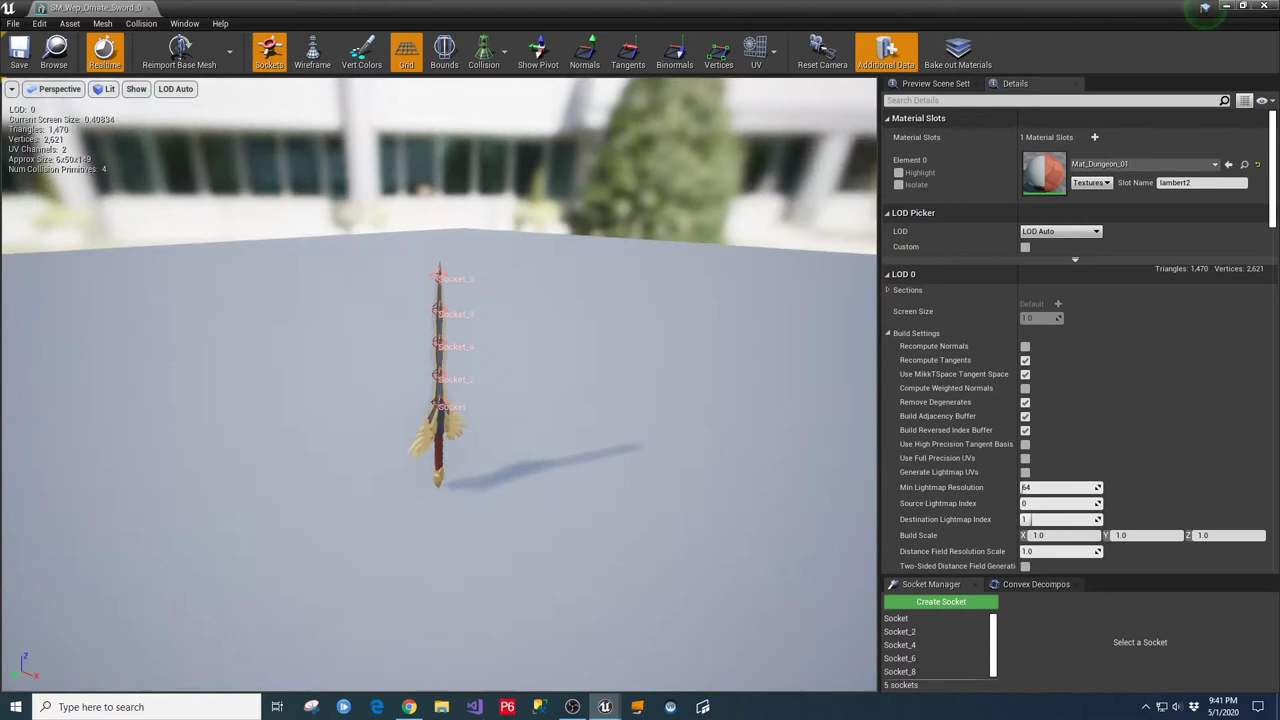 SM_Wep_Ornate_Sword_0
File Edit Asset Mesh Collision Window Help
Save Browse Realtime Reimport Base Mesh Sockets Wireframe Vert Colors Grid Bounds Collision Show Pivot Normals Tangents Binormals Vertices UV Reset Camera Additional Data Bake out Materials
Perspective Lit Show LOD Auto
LOD: 0
Current Screen Size: 0.40834
Triangles: 1,470
Vertices: 2,621
UV Channels: 2
Approx Size: 6x50x149
Num Collision Primitives: 4
Socket_4
Socket_2
Socket
Preview Scene Sett Details
Search Details
Material Slots
Material Slots 1 Material Slots
Element 0
Highlight
Isolate
Mat_Dungeon_01
Textures Slot Name lambert2
LOD Picker
LOD LOD Auto
Custom
LOD 0 Triangles: 1,470 Vertices: 2,621
Sections
Default
Screen Size 1.0
Build Settings
Recompute Normals
Recompute Tangents
Use MikkTSpace Tangent Space
Compute Weighted Normals
Remove Degenerates
Build Adjacency Buffer
Build Reversed Index Buffer
Use High Precision Tangent Basis
Use Full Precision UVs
Generate Lightmap UVs
Min Lightmap Resolution 64
Source Lightmap Index 0
Destination Lightmap Index 1
Build Scale X 1.0 Y 1.0 Z 1.0
Distance Field Resolution Scale 1.0
Two-Sided Distance Field Generati
Socket Manager Convex Decompos
Create Socket
Socket
Socket_2
Socket_4
Socket_6
Socket_8
5 sockets
Select a Socket
Type here to search
P6
9:41 PM
5/1/2020